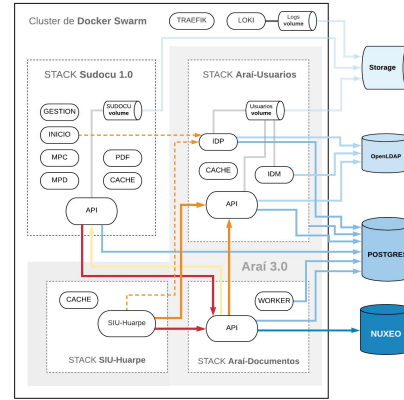 Cluster de Docker Swarm
TRAEFIK
LOKI
Logs
volume
Storage
STACK Sudocu 1.0
STACK Araí-Usuarios
GESTION
SUDOCU
volume
Usuarios
volume
INICIO
IDP
OpenLDAP
MPC
PDF
CACHE
IDM
MPD
CACHE
API
API
POSTGRES
Araí 3.0
CACHE
WORKER
SIU-Huarpe
API
NUXEO
STACK SIU-Huarpe
STACK Araí-Documentos